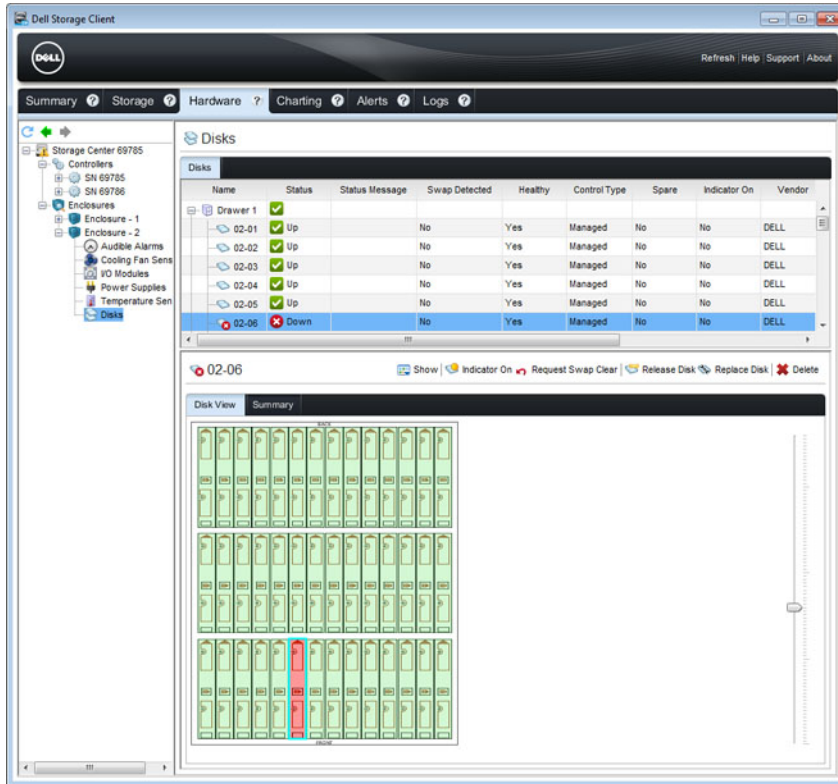 Dell Storage Client
DELL
Refresh | Help | Support | About
Summary ? Storage ? Hardware ? Charting ? Alerts ? Logs ?
Storage Center 69785
Controllers
SN 69785
SN 69786
Enclosures
Enclosure - 1
Enclosure - 2
Audible Alarms
Cooling Fan Sens
I/O Modules
Power Supplies
Temperature Sen
Disks
Disks
Disks
Name Status Status Message Swap Detected Healthy Control Type Spare Indicator On Vendor
Drawer 1
02-01 Up No Yes Managed No No DELL
02-02 Up No Yes Managed No No DELL
02-03 Up No Yes Managed No No DELL
02-04 Up No Yes Managed No No DELL
02-05 Up No Yes Managed No No DELL
02-06 Down No Yes Managed No No DELL
02-06
Show | Indicator On Request Swap Clear | Release Disk Replace Disk | Delete
Disk View Summary
BACK